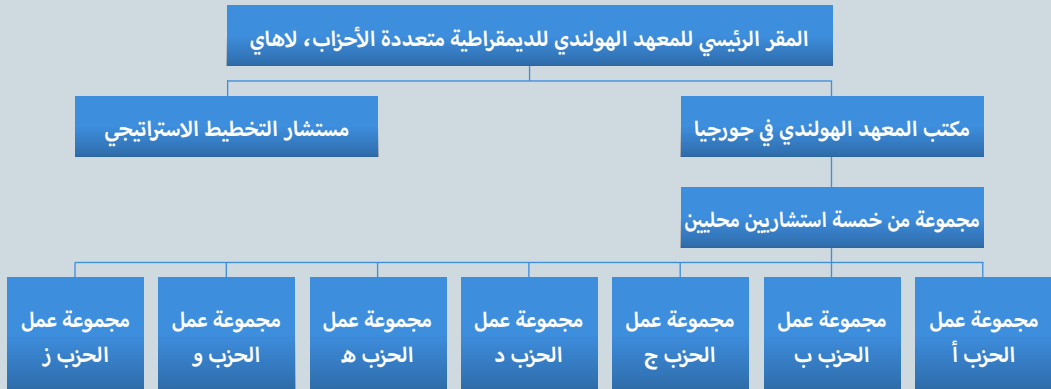 المقر الرئيسي للمعهد الهولندي للديمقراطية متعددة الأحزاب، لاهاي
مكتب المعهد الهولندي في جورجيا
مستشار التخطيط الاستراتيجي
مجموعة من خمسة استشاريين محليين
مجموعة عمل
الحزب أ
مجموعة عمل
الحزب ب
مجموعة عمل
الحزب ج
مجموعة عمل
الحزب د
مجموعة عمل
الحزب ه
مجموعة عمل
الحزب و
مجموعة عمل
الحزب ز